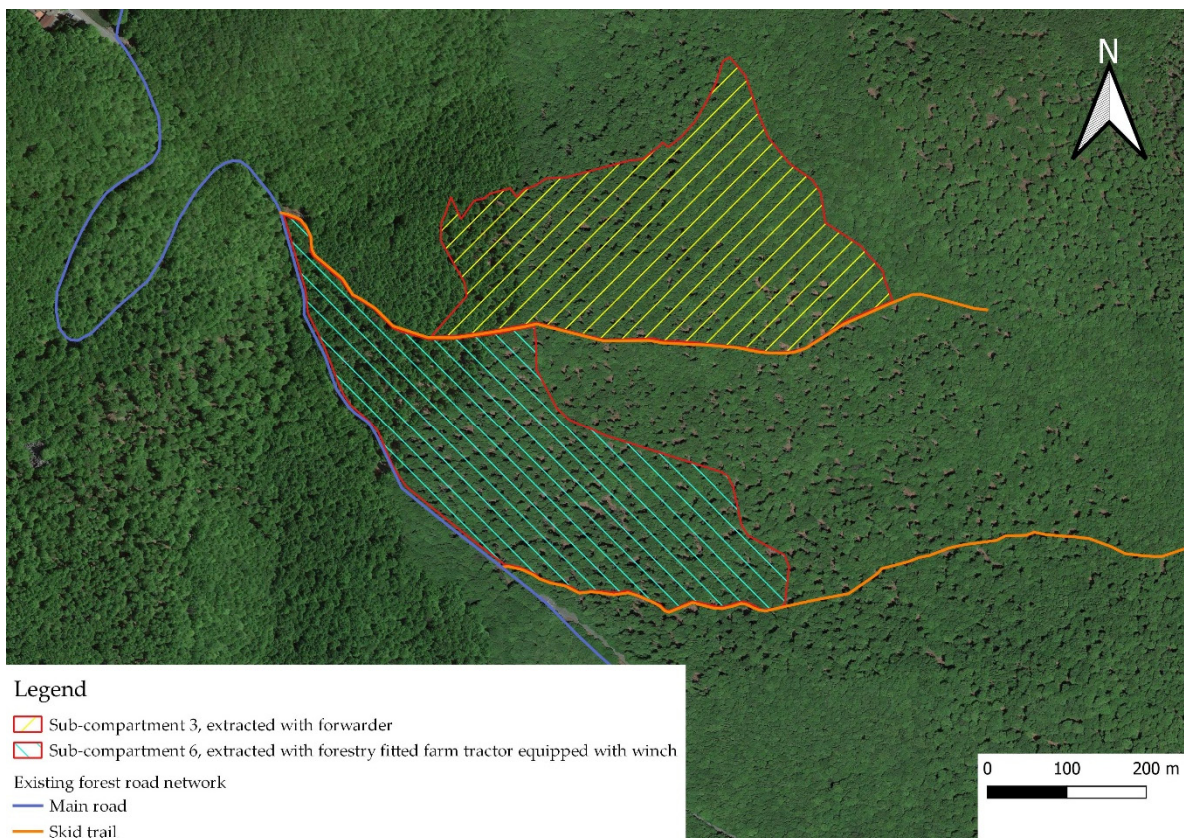 N
Legend
Sub-compartment 3, extracted with forwarder
Sub-compartment 6, extracted with forestry fitted farm tractor equipped with winch
Existing forest road network
Main road
Skid trail
0 100 200 m